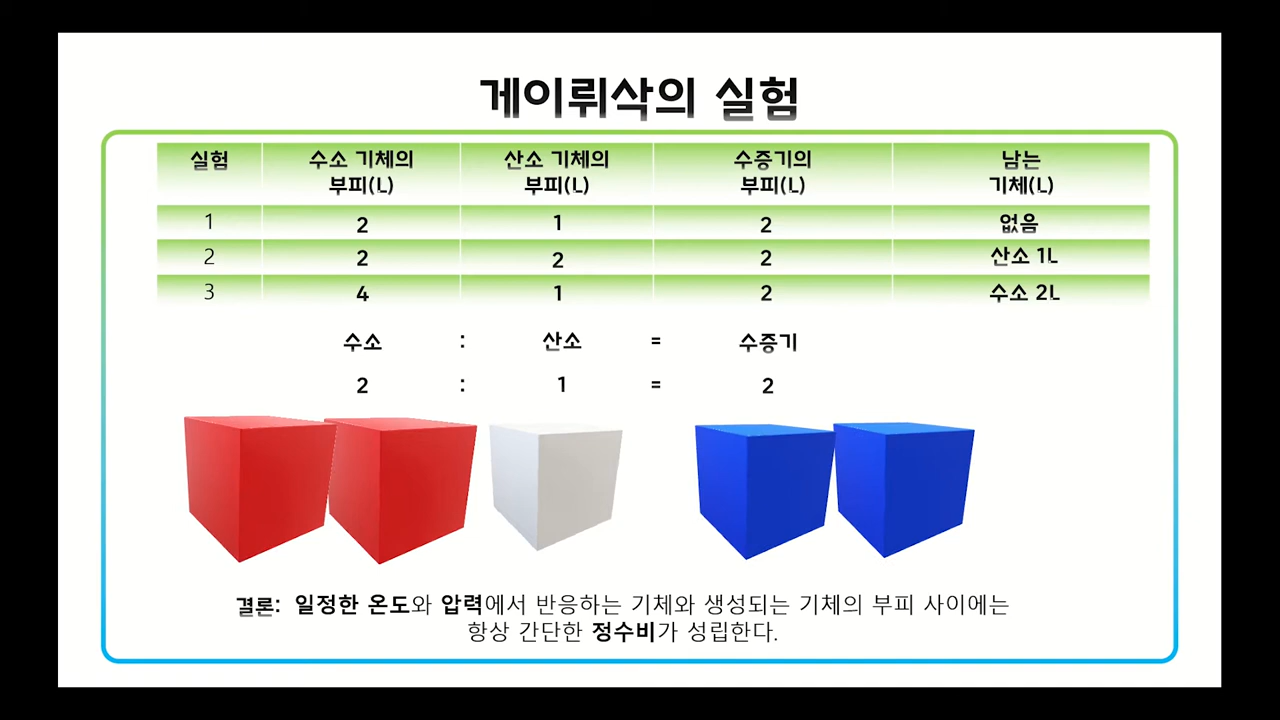 게이뤼삭의 실험
실험 수소 기체의 부피(L) 산소 기체의 부피(L) 수증기의 부피(L) 남는 기체(L)
1 2 1 2 없음
2 2 2 2 산소 1L
3 4 1 2 수소 2L
수소 : 산소 = 수증기
2 : 1 = 2
결론: 일정한 온도와 압력에서 반응하는 기체와 생성되는 기체의 부피 사이에는
항상 간단한 정수비가 성립한다.